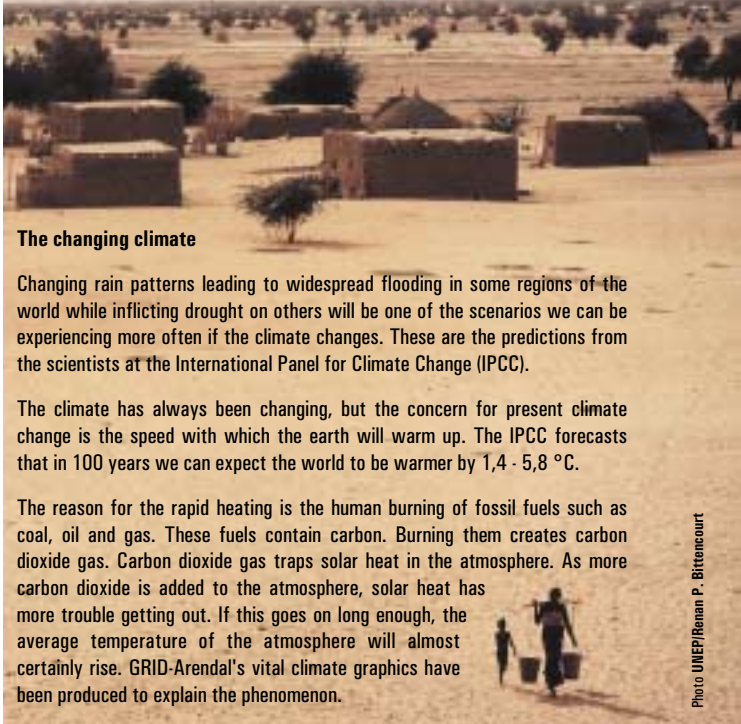 The changing climate
Changing rain patterns leading to widespread flooding in some regions of the
world while inflicting drought on others will be one of the scenarios we can be
experiencing more often if the climate changes. These are the predictions from
the scientists at the International Panel for Climate Change (IPCC).
The climate has always been changing, but the concern for present climate
change is the speed with which the earth will warm up. The IPCC forecasts
that in 100 years we can expect the world to be warmer by 1,4 - 5,8 °C.
The reason for the rapid heating is the human burning of fossil fuels such as
coal, oil and gas. These fuels contain carbon. Burning them creates carbon
dioxide gas. Carbon dioxide gas traps solar heat in the atmosphere. As more
carbon dioxide is added to the atmosphere, solar heat has
more trouble getting out. If this goes on long enough, the
average temperature of the atmosphere will almost
certainly rise. GRID-Arendal's vital climate graphics have
been produced to explain the phenomenon.
Photo UNEP/Renan P. Bittencourt